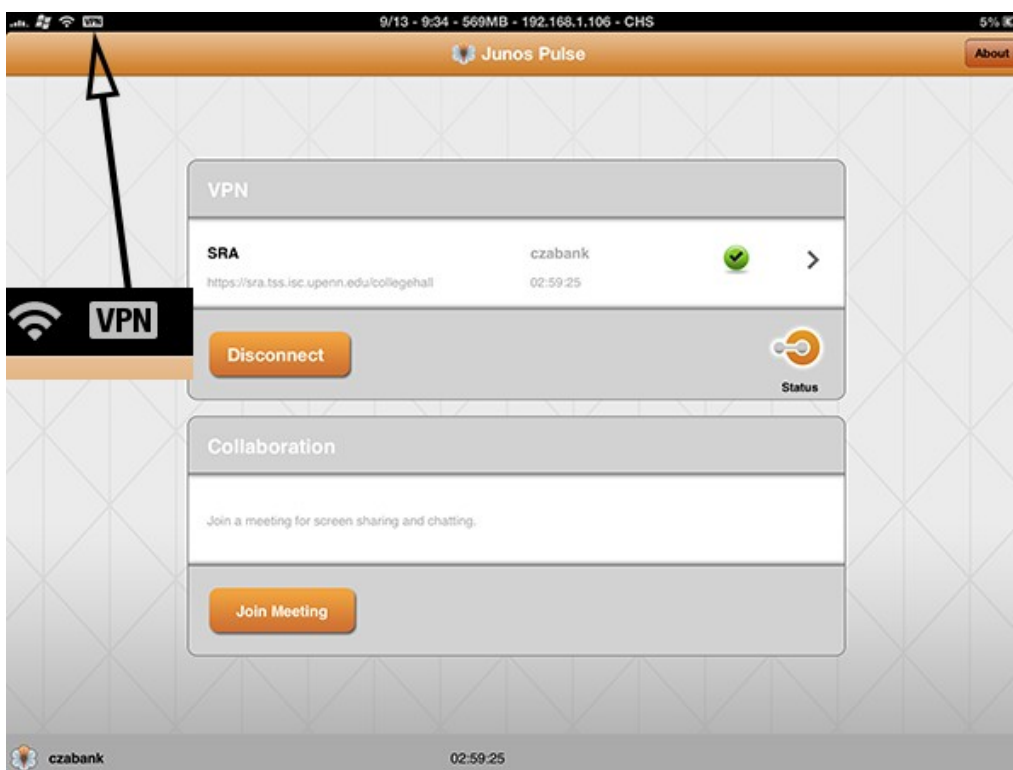 VPN 9/13 - 9:34 - 569MB - 192.168.1.106 - CHS 5%
Junos Pulse About
VPN
SRA czabank
https://sra.tss.isc.upenn.edu/collegehall 02:59:25
VPN
Disconnect
Status
Collaboration
Join a meeting for screen sharing and chatting.
Join Meeting
czabank 02:59:25